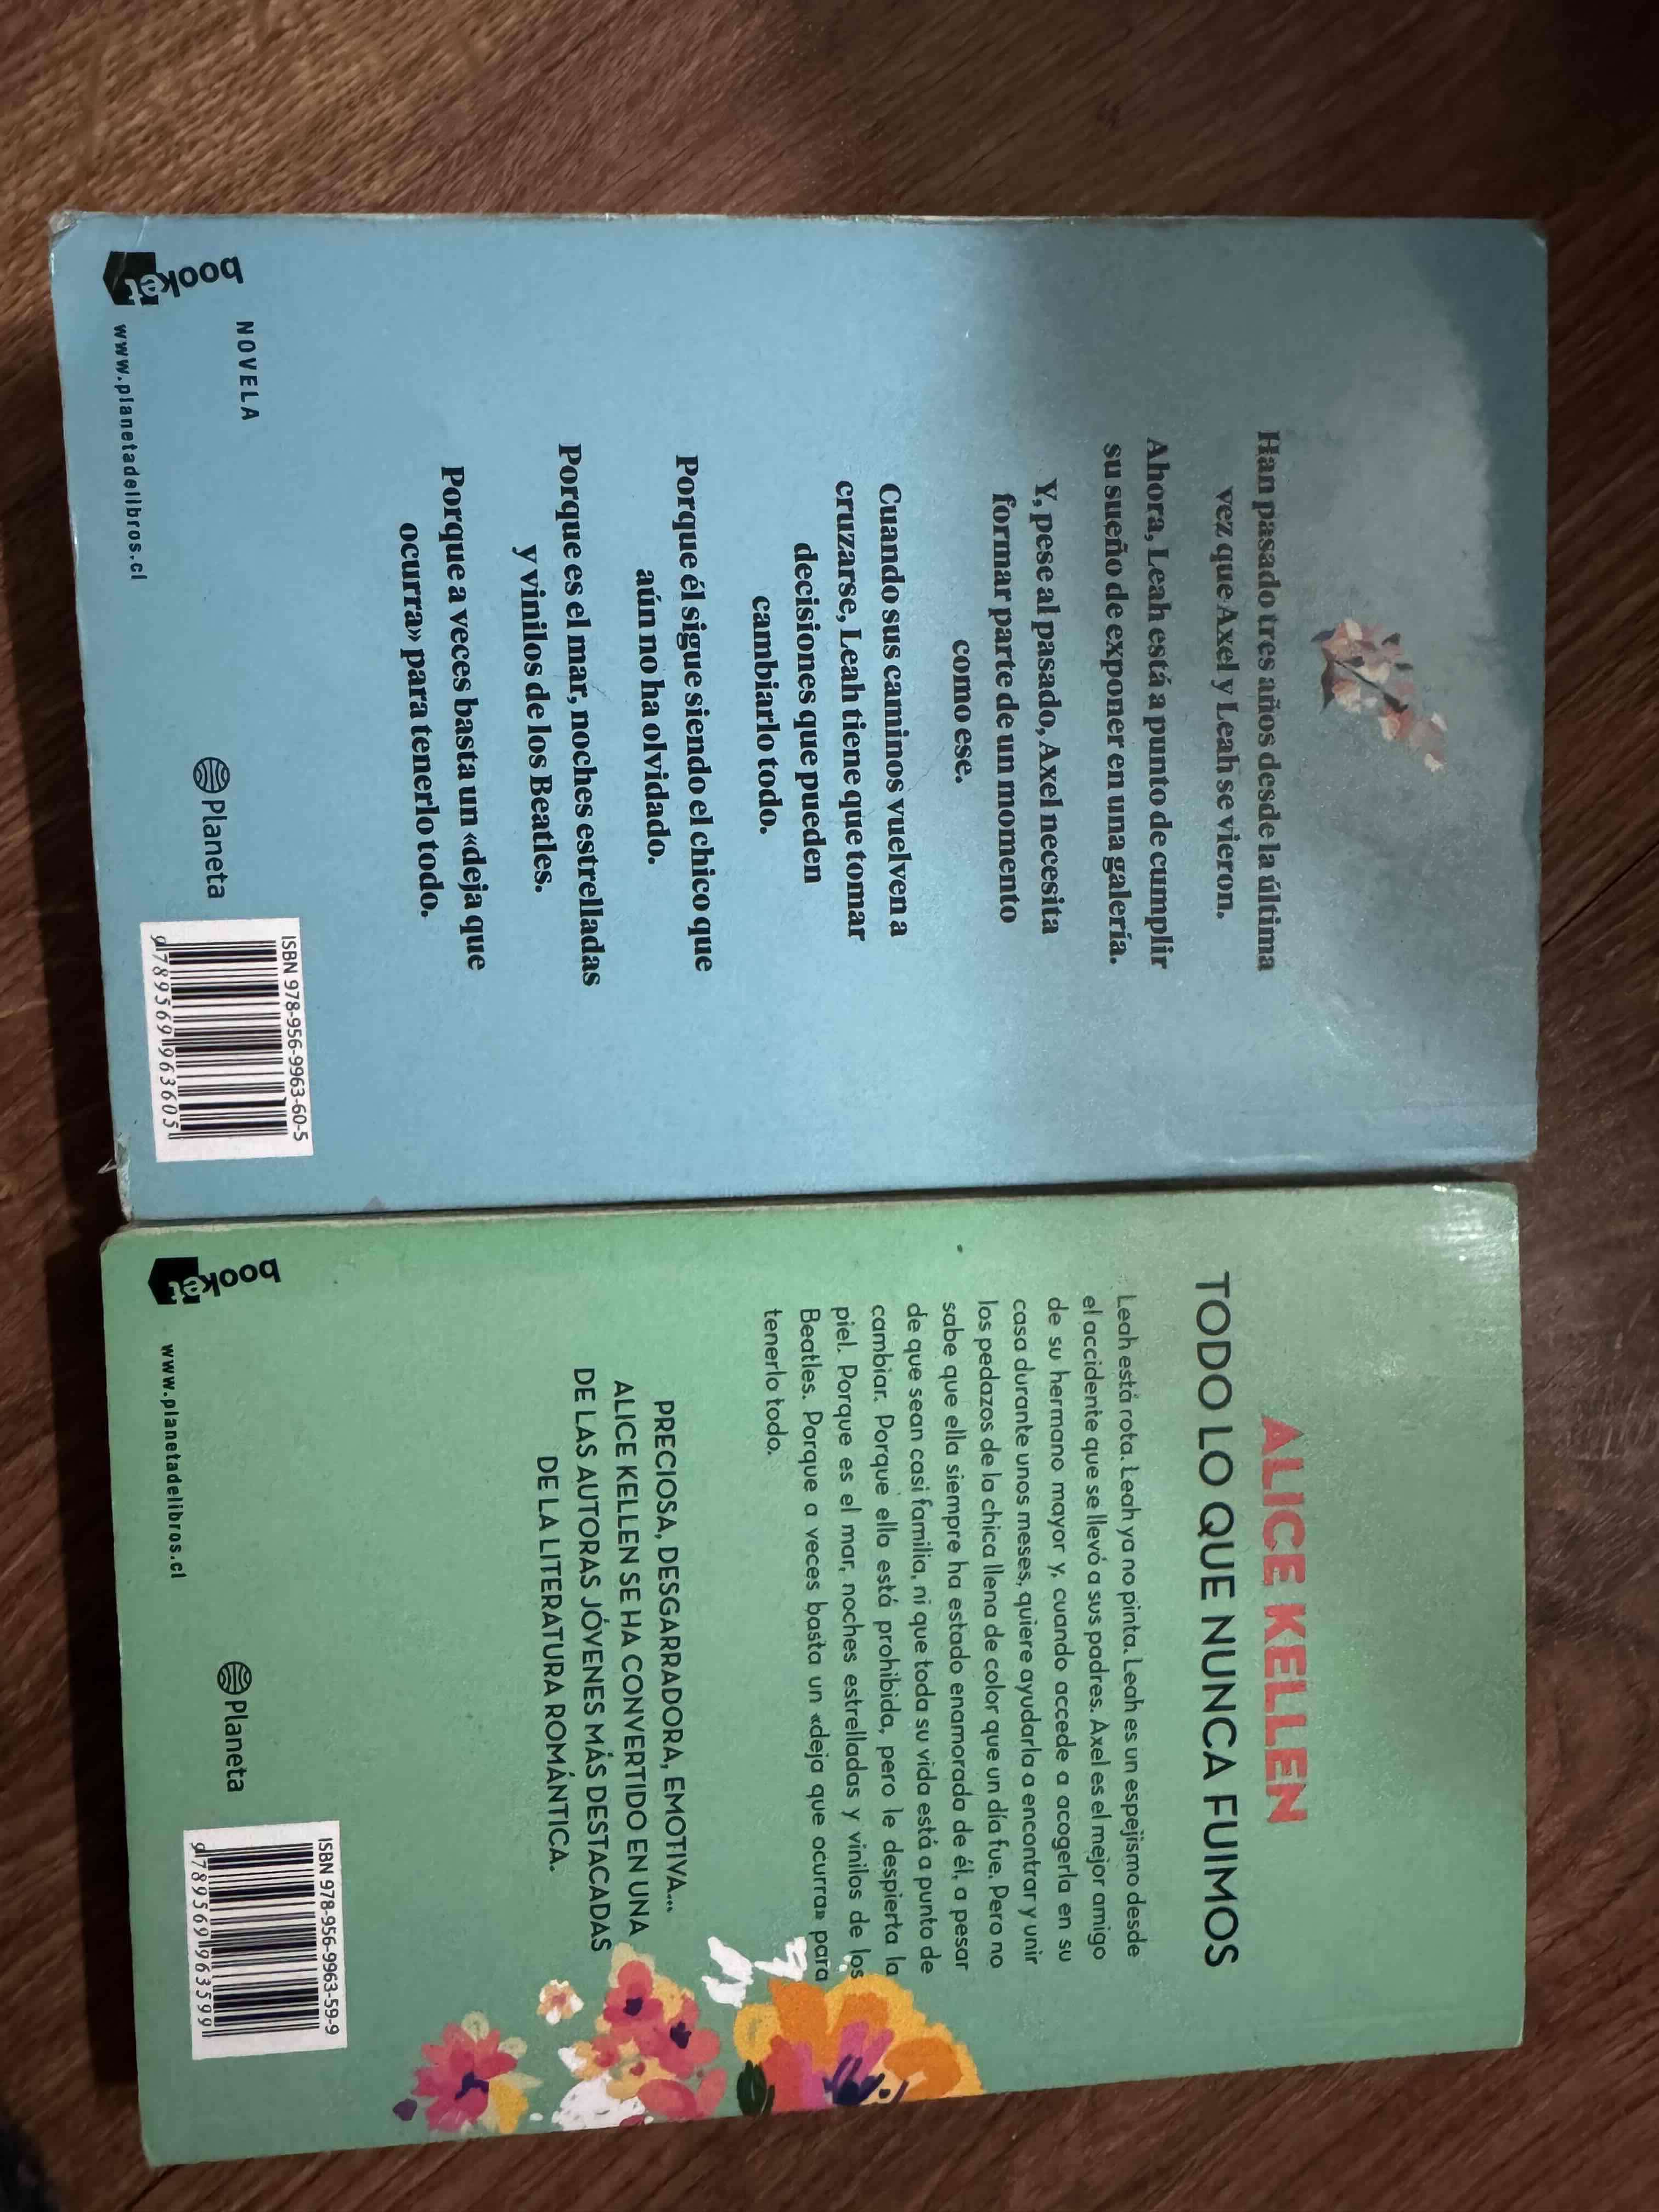 Han pasado tres años desde la última
vez que Axel y Leah se vieron.
Ahora, Leah está a punto de cumplir
su sueño de exponer en una galería.
Y, pese al pasado, Axel necesita
formar parte de un momento
como ese.
Cuando sus caminos vuelven a
cruzarse, Leah tiene que tomar
decisiones que pueden
cambiarlo todo.
Porque él sigue siendo el chico que
aún no ha olvidado.
Porque es el mar, noches estrelladas
y vinilos de los Beatles.
Porque a veces basta un «deja que
ocurra» para tenerlo todo.
NOVELA
booket
www.planetadelibros.cl
Planeta
ISBN 978-956-9963-60-5
9789569963605
ALICE KELLEN
TODO LO QUE NUNCA FUIMOS
Leah está rota. Leah ya no pinta. Leah es un espejismo desde
el accidente que se llevó a sus padres. Axel es el mejor amigo
de su hermano mayor y, cuando accede a acogerla en su
casa durante unos meses, quiere ayudarla a encontrar y unir
los pedazos de la chica llena de color que un día fue. Pero no
sabe que ella siempre ha estado enamorada de él, a pesar
de que sean casi familia, ni que toda su vida está a punto de
cambiar. Porque ella está prohibida, pero le despierta la
piel. Porque es el mar, noches estrelladas y vinilos de los
Beatles. Porque a veces basta un «deja que ocurra» para
tenerlo todo.
PRECIOSA, DESGARRADORA, EMOTIVA...
ALICE KELLEN SE HA CONVERTIDO EN UNA
DE LAS AUTORAS JÓVENES MÁS DESTACADAS
DE LA LITERATURA ROMÁNTICA.
booket
www.planetadelibros.cl
Planeta
ISBN 978-956-9963-59-9
9789569963599